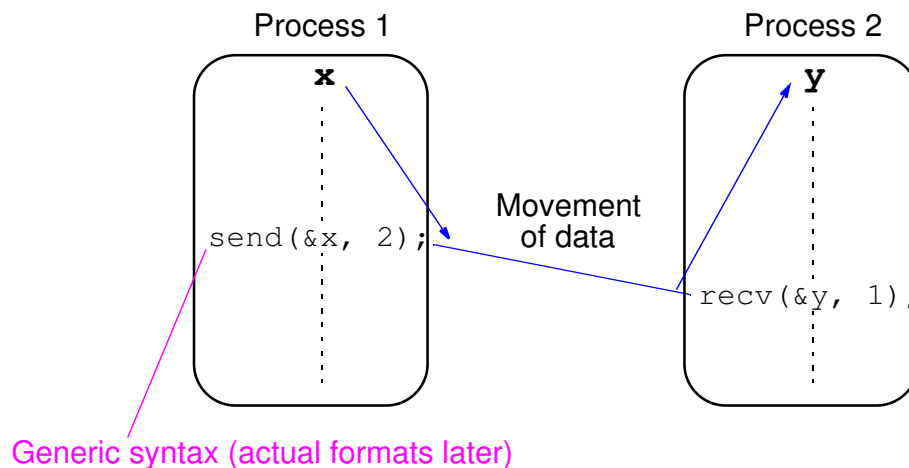 Process 1
Process 2
x
y
Movement
of data
send(&x, 2);
recv(&y, 1);
Generic syntax (actual formats later)